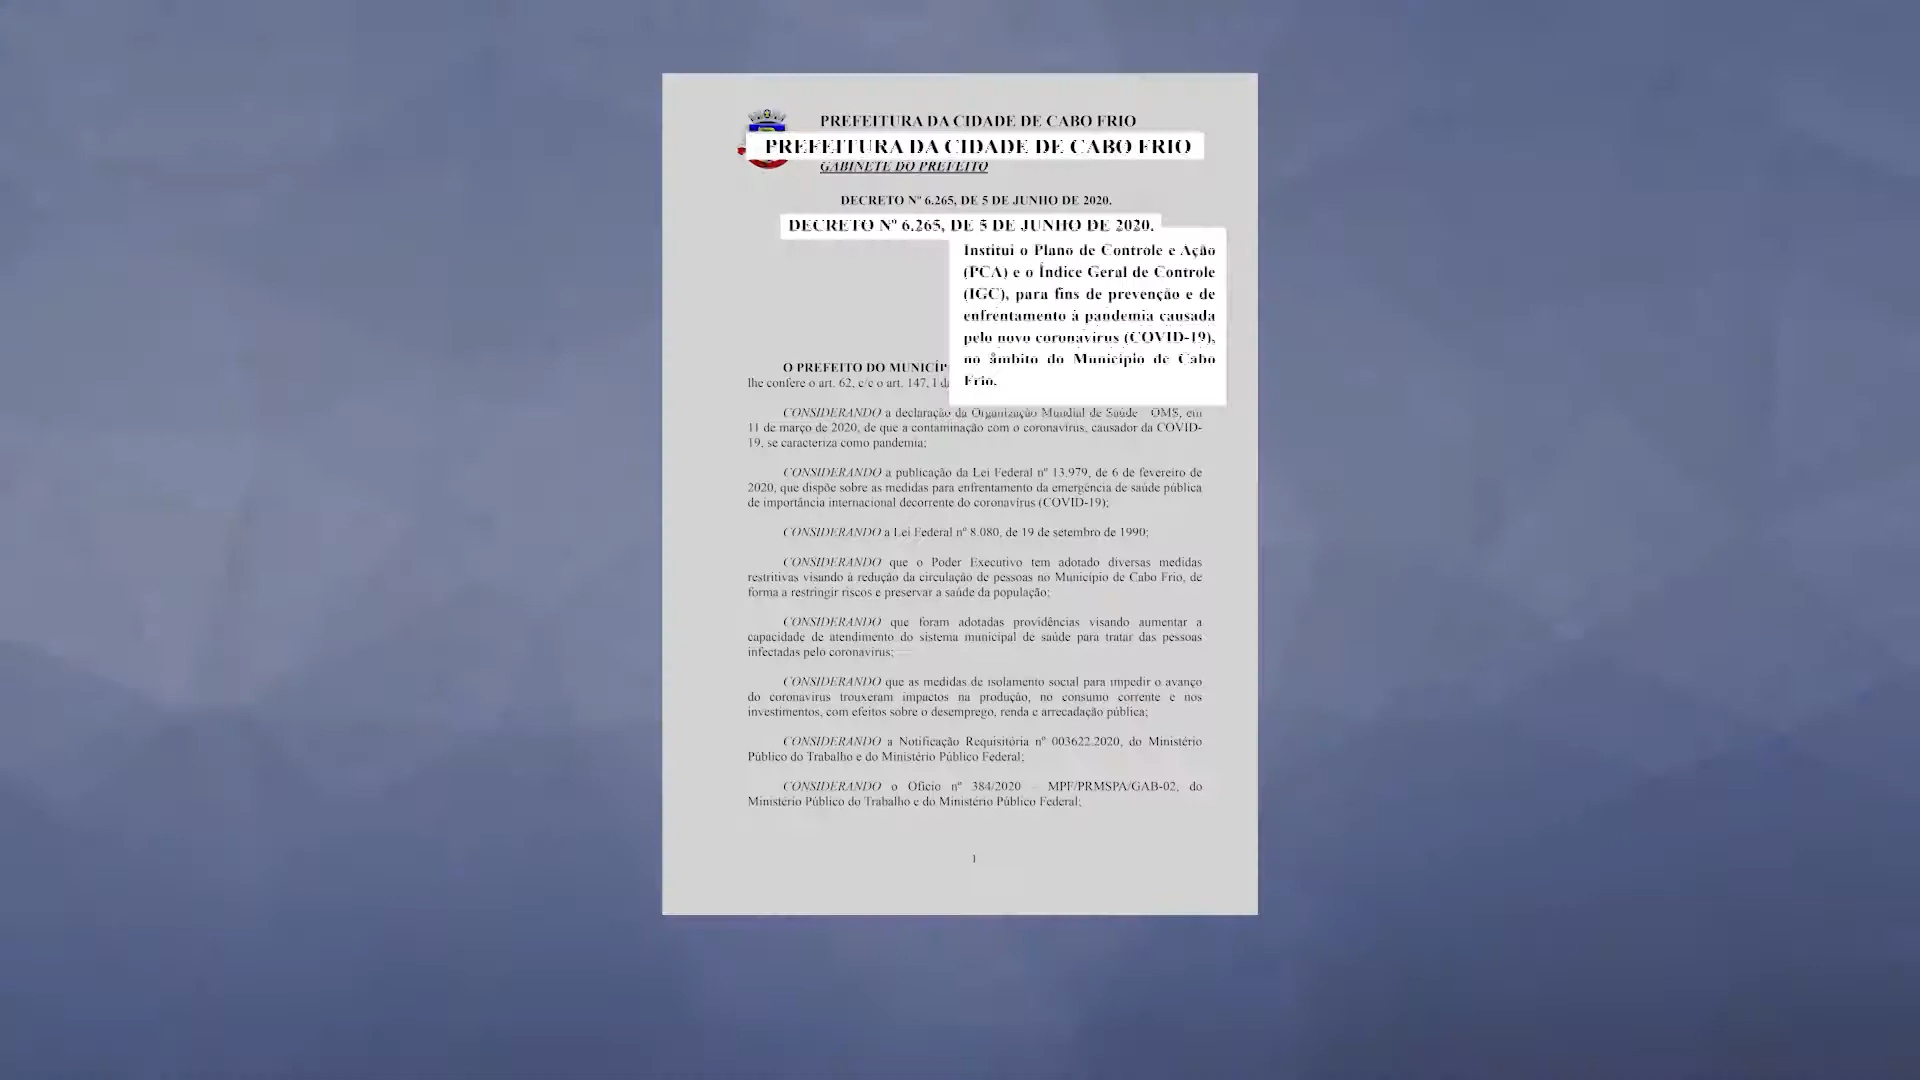 PREFEITURA DA CIDADE DE CABO FRIO
PREFEITURA DA CIDADE DE CABO FRIO
GABINETE DO PREFEITO
DECRETO Nº 6.265, DE 5 DE JUNHO DE 2020.
DECRETO Nº 6.265, DE 5 DE JUNHO DE 2020.
Institui o Plano de Controle e Ação
(PCA) e o Índice Geral de Controle
(IGC), para fins de prevenção e de
enfrentamento à pandemia causada
pelo novo coronavírus (COVID-19),
no âmbito do Município de Cabo
Frio.
O PREFEITO DO MUNICÍP
lhe confere o art. 62, c/c o art. 147, I da
CONSIDERANDO a declaração da Organização Mundial de Saúde OMS, em
11 de março de 2020, de que a contaminação com o coronavírus, causador da COVID-
19, se caracteriza como pandemia;
CONSIDERANDO a publicação da Lei Federal nº 13.979, de 6 de fevereiro de
2020, que dispõe sobre as medidas para enfrentamento da emergência de saúde pública
de importância internacional decorrente do coronavírus (COVID-19);
CONSIDERANDO a Lei Federal nº 8.080, de 19 de setembro de 1990;
CONSIDERANDO que o Poder Executivo tem adotado diversas medidas
restritivas visando à redução da circulação de pessoas no Município de Cabo Frio, de
forma a restringir riscos e preservar a saúde da população;
CONSIDERANDO que foram adotadas providências visando aumentar a
capacidade de atendimento do sistema municipal de saúde para tratar das pessoas
infectadas pelo coronavírus;
CONSIDERANDO que as medidas de isolamento social para impedir o avanço
do coronavírus trouxeram impactos na produção, no consumo corrente e nos
investimentos, com efeitos sobre o desemprego, renda e arrecadação pública;
CONSIDERANDO a Notificação Requisitória nº 003622.2020, do Ministério
Público do Trabalho e do Ministério Público Federal;
CONSIDERANDO o Ofício nº 384/2020 – MPF/PRMSPA/GAB-02, do
Ministério Público do Trabalho e do Ministério Público Federal;
1